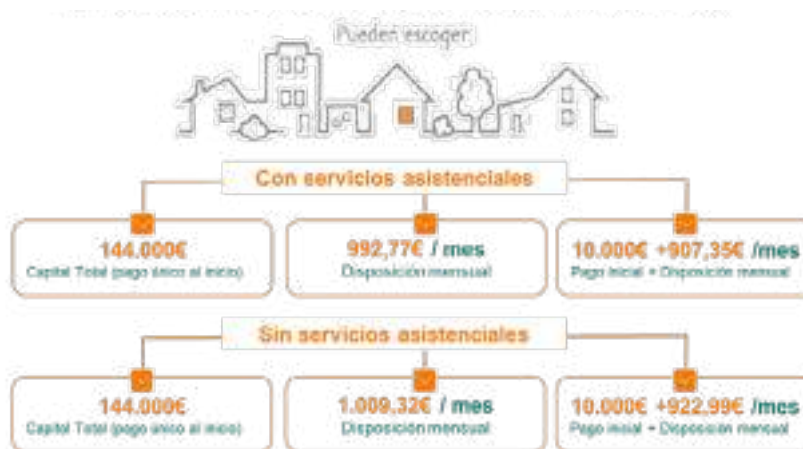 Pueden escoger
Con servicios asistenciales
144.000€
Capital Total (pago único al inicio)
992,77€ / mes
Disposición mensual
10.000€ +907,35€ /mes
Pago inicial + Disposición mensual
Sin servicios asistenciales
144.000€
Capital Total (pago único al inicio)
1.009,32€ / mes
Disposición mensual
10.000€ +922,99€ /mes
Pago inicial + Disposición mensual